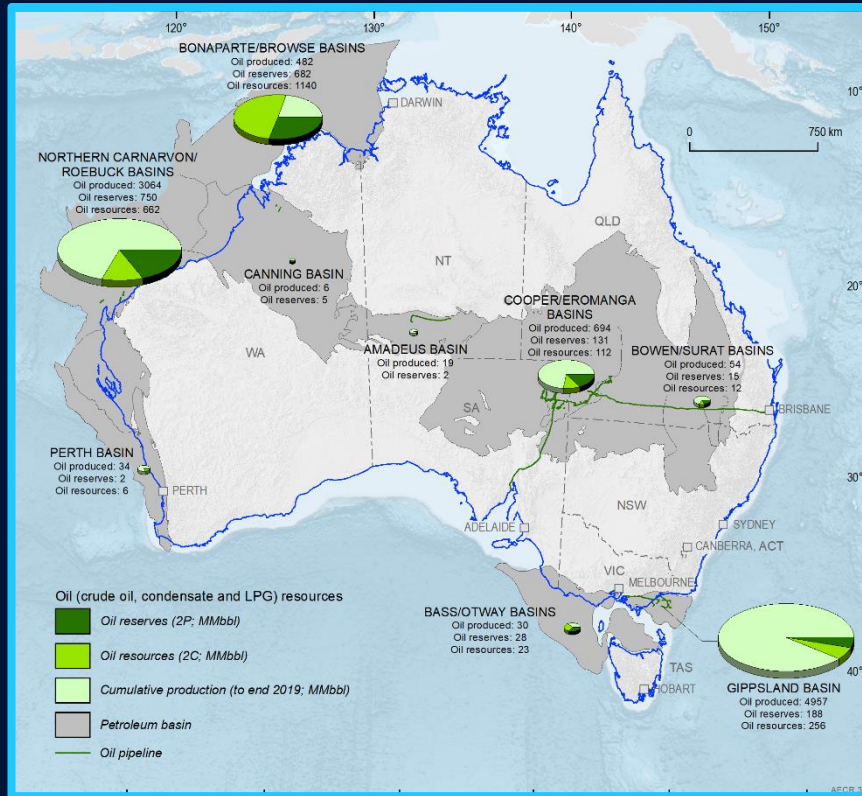 120°
130°
140°
150°
BONAPARTE/BROWSE BASINS
Oil produced: 482
Oil reserves: 682
Oil resources: 1140
DARWIN
10°
0
750 km
NORTHERN CARNARVON/
ROEBUCK BASINS
Oil produced: 3064
Oil reserves: 750
Oil resources: 662
QLD
NT
CANNING BASIN
Oil produced: 6
Oil reserves: 5
COOPER/EROMANGA
BASINS
Oil produced: 694
Oil reserves: 131
Oil resources: 112
20°
WA
AMADEUS BASIN
Oil produced: 19
Oil reserves: 2
BOWEN/SURAT BASINS
Oil produced: 54
Oil reserves: 15
Oil resources: 12
SA
BRISBANE
PERTH BASIN
Oil produced: 34
Oil reserves: 2
Oil resources: 6
PERTH
30°
NSW
ADELAIDE
SYDNEY
CANBERRA, ACT
VIC
MELBOURNE
Oil (crude oil, condensate and LPG) resources
Oil reserves (2P; MMbbl)
Oil resources (2C; MMbbl)
Cumulative production (to end 2019; MMbbl)
Petroleum basin
Oil pipeline
BASS/OTWAY BASINS
Oil produced: 30
Oil reserves: 28
Oil resources: 23
TAS
HOBART
40°
GIPPSLAND BASIN
Oil produced: 4957
Oil reserves: 188
Oil resources: 256
AECR 3